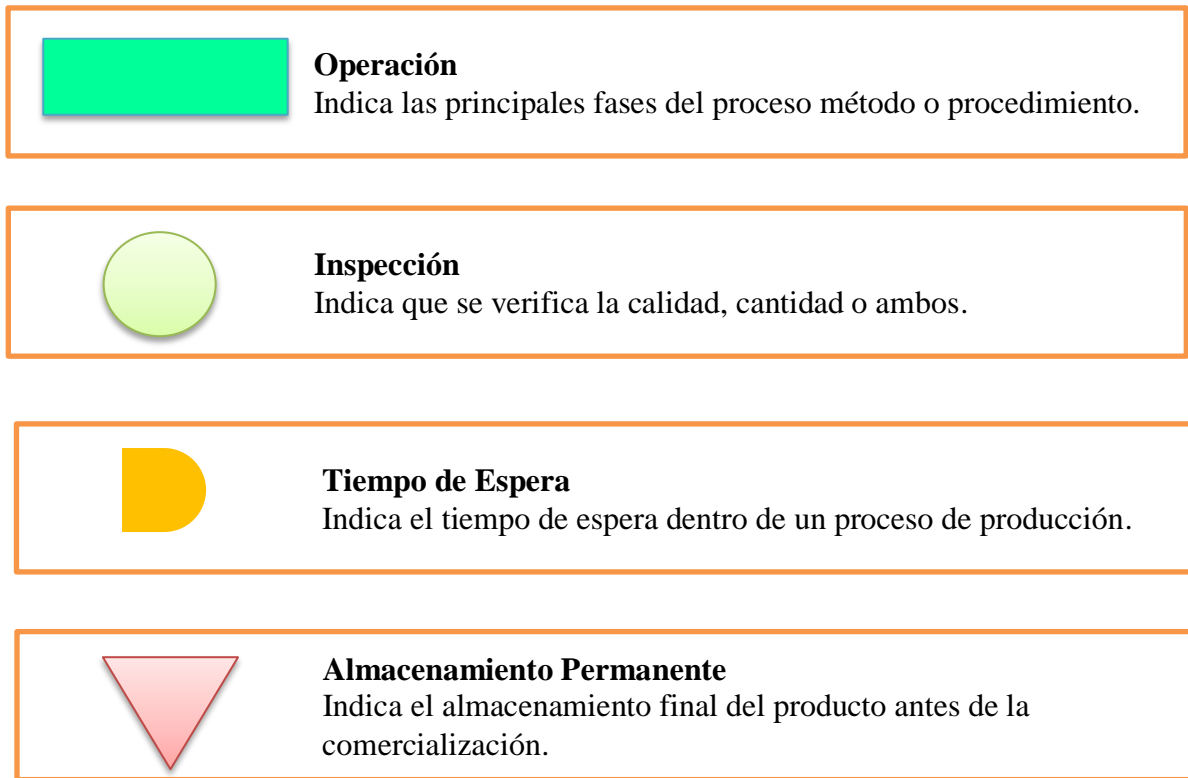 Operación
Indica las principales fases del proceso método o procedimiento.
Inspección
Indica que se verifica la calidad, cantidad o ambos.
Tiempo de Espera
Indica el tiempo de espera dentro de un proceso de producción.
Almacenamiento Permanente
Indica el almacenamiento final del producto antes de la
comercialización.